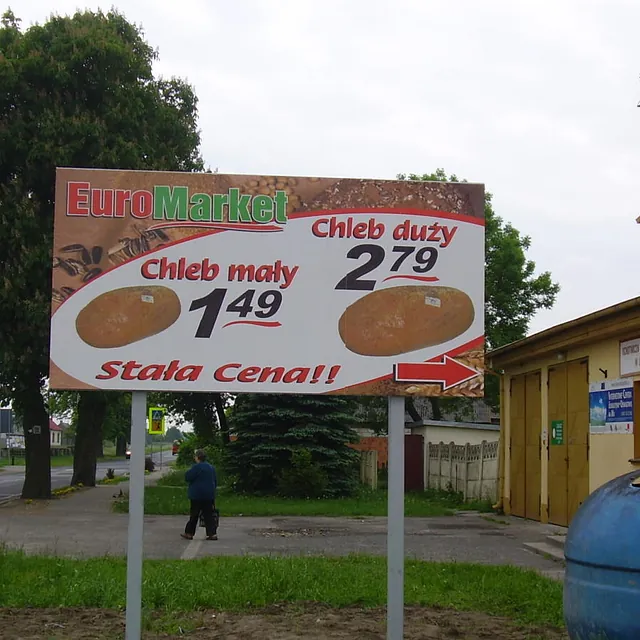 EuroMarket
Chleb duży
2 79
Chleb mały
1 49
Stała Cena!!